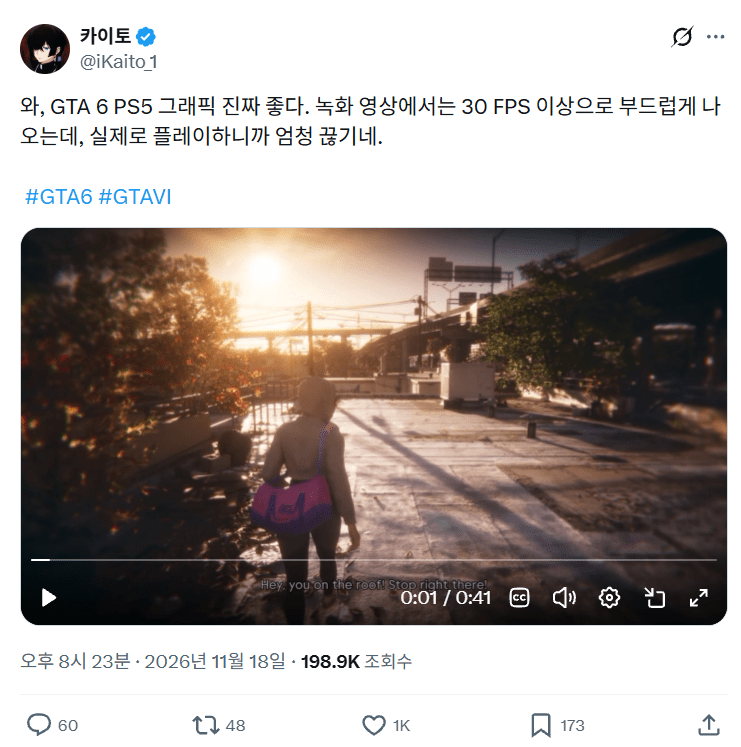 카이토
@iKaito_1
와, GTA 6 PS5 그래픽 진짜 좋다. 녹화 영상에서는 30 FPS 이상으로 부드럽게 나
오는데, 실제로 플레이하니까 엄청 끊기네.
#GTA6 #GTAVI
Hey, you on the roof! Stop right there!
0:01 / 0:41
CC
오후 8시 23분 · 2026년 11월 18일 · 198.9K 조회수
60
48
1K
173